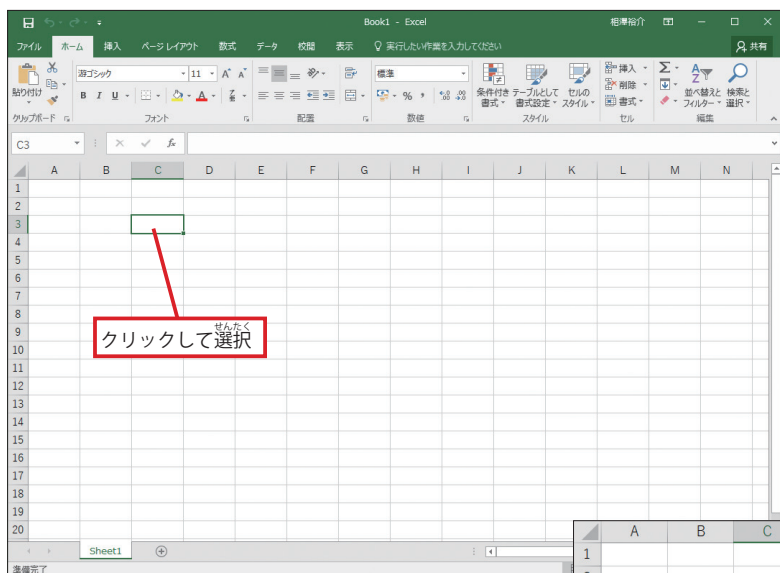 Book1 - Excel
相澤裕介
ファイル ホーム 挿入 ページ レイアウト 数式 データ 校閲 表示 実行したい作業を入力してください 共有
貼り付け
游ゴシック 11 A A
B I U A
標準
%
条件付き書式
テーブルとして書式設定
セルのスタイル
挿入
削除
書式
Σ
並べ替えと フィルター
検索と 選択
クリップボード フォント 配置 数値 スタイル セル 編集
C3 fx
A B C D E F G H I J K L M N
1
2
3
4
5
6
7
8
せんたく
クリックして選択
9
10
11
12
13
14
15
16
17
18
19
20
Sheet1
準備完了
A B C
1